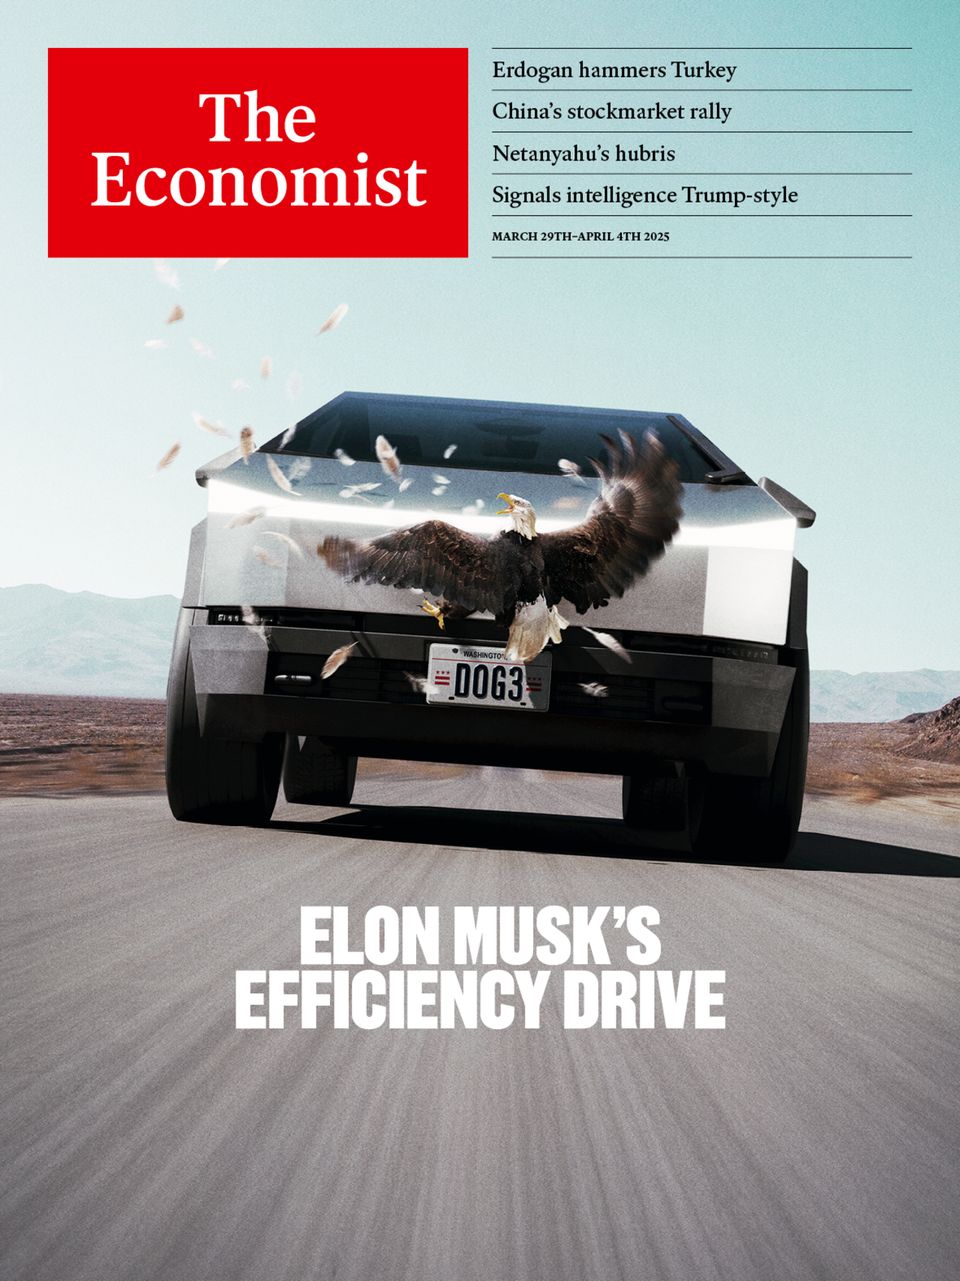 The
Economist
Erdogan hammers Turkey
China's stockmarket rally
Netanyahu's hubris
Signals intelligence Trump-style
MARCH 29TH–APRIL 4TH 2025
WASHINGTON
DOG3
ELON MUSK'S
EFFICIENCY DRIVE